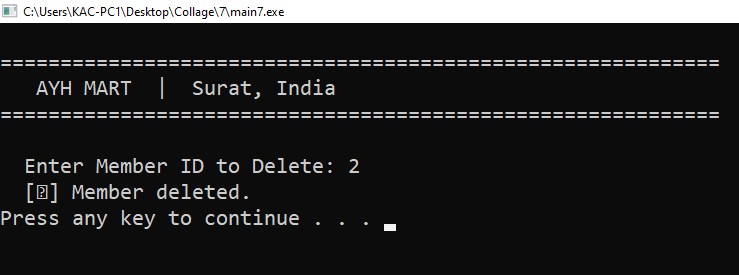 C:\Users\KAC-PC1\Desktop\Collage\7\main7.exe
============================================================
AYH MART | Surat, India
============================================================
Enter Member ID to Delete: 2
[⍰] Member deleted.
Press any key to continue . . .